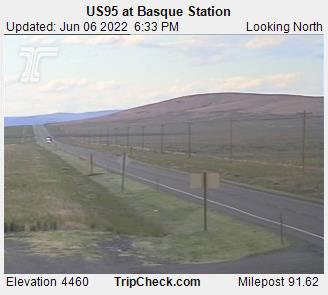 US95 at Basque Station
Updated: Jun 06 2022 6:33 PM Looking North
Elevation 4460 TripCheck.com Milepost 91.62